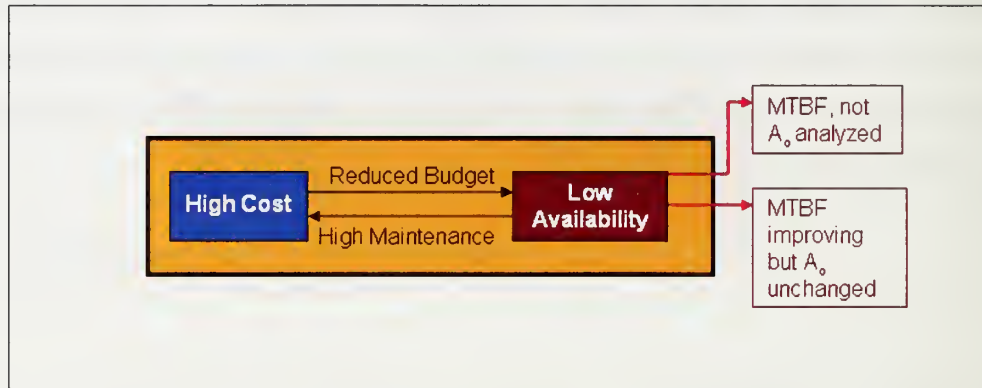 High Cost
Reduced Budget
High Maintenance
Low
Availability
MTBF, not
Aₒ analyzed
MTBF
improving
but Aₒ
unchanged